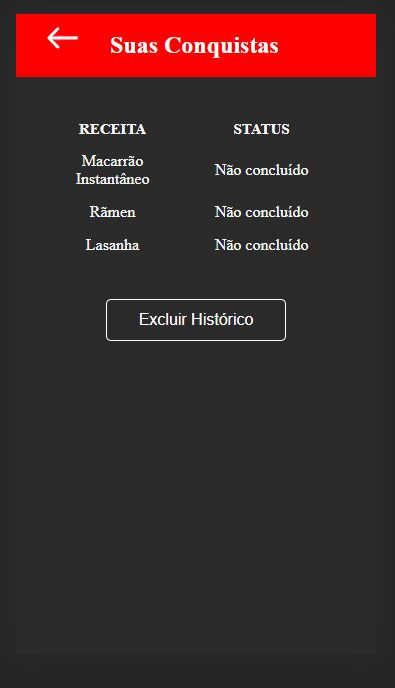 Suas Conquistas
RECEITA STATUS
Macarrão
Instantâneo Não concluído
Rãmen Não concluído
Lasanha Não concluído
Excluir Histórico